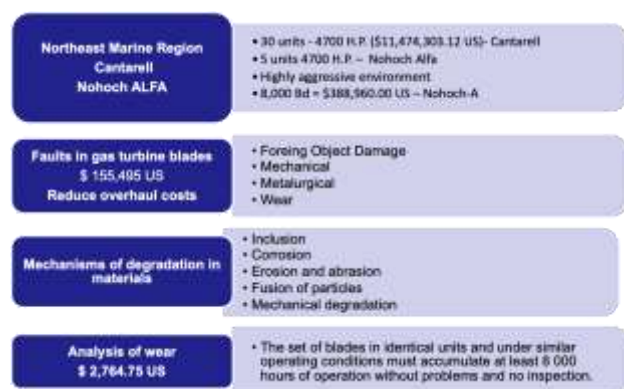 Northeast Marine Region
Cantarell
Nohoch ALFA
• 30 units - 4700 H.P. ($11,474,303.12 US)- Cantarell
• 5 units 4700 H.P. – Nohoch Alfa
• Highly aggressive environment
• 8,000 Bd = $388,960.00 US – Nohoch-A
Faults in gas turbine blades
$ 155,495 US
Reduce overhaul costs
• Foreing Object Damage
• Mechanical
• Metalurgical
• Wear
Mechanisms of degradation in
materials
• Inclusion
• Corrosion
• Erosion and abrasion
• Fusion of particles
• Mechanical degradation
Analysis of wear
$ 2,764.75 US
• The set of blades in identical units and under similar
operating conditions must accumulate at least 8 000
hours of operation without problems and no inspection.